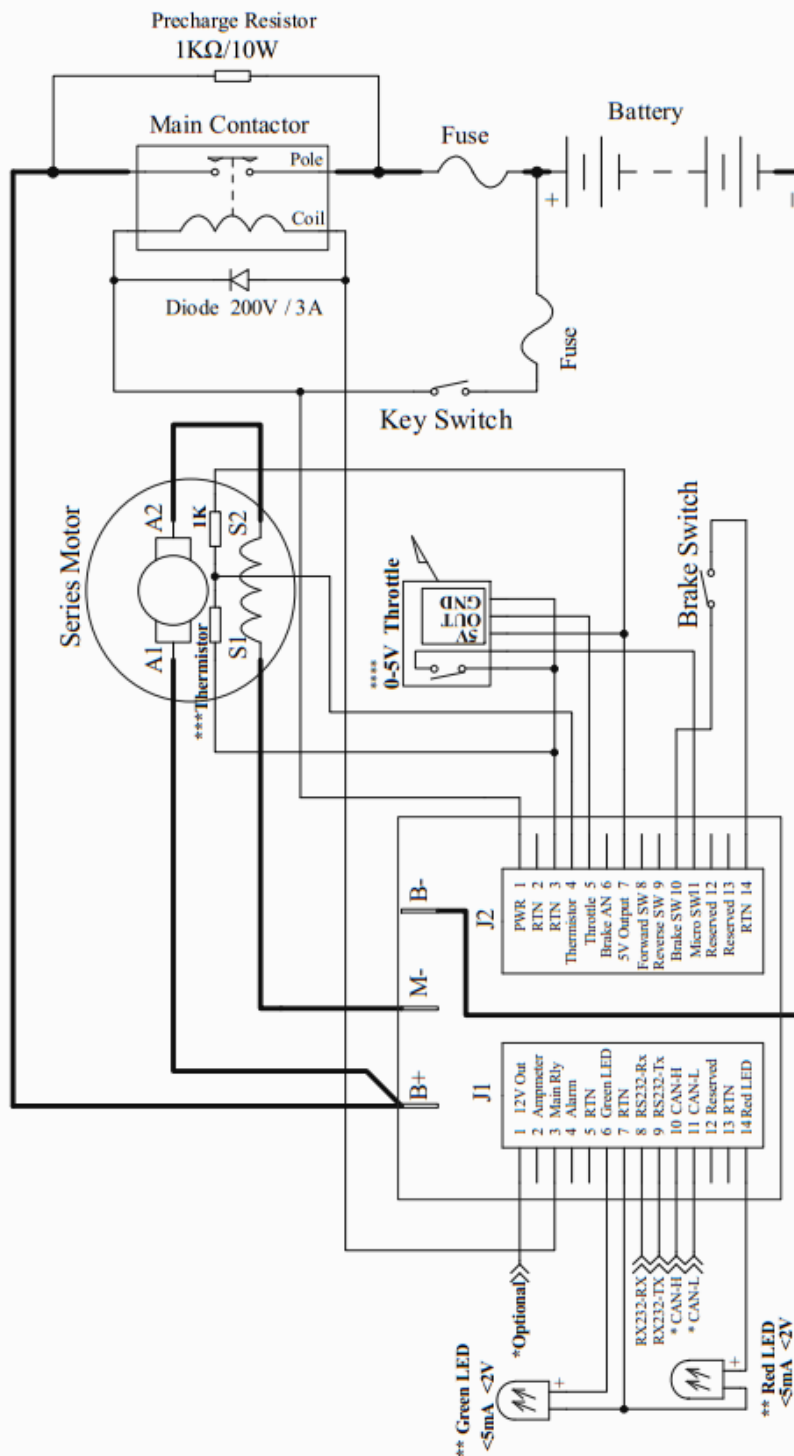 Precharge Resistor
1KΩ/10W
Main Contactor
Pole
Coil
Diode 200V / 3A
Fuse
Battery
+
−
Fuse
Key Switch
Series Motor
A2
A1
1K
S2
S1
***Thermistor
****
0-5V Throttle
GND
OUT
5V
Brake Switch
B-
M-
B+
J2
PWR 1
RTN 2
RTN 3
Thermistor 4
Throttle 5
Brake AN 6
5V Output 7
Forward SW 8
Reverse SW 9
Brake SW 10
Micro SW11
Reserved 12
Reserved 13
RTN 14
J1
1 12V Out
2 Ampmeter
3 Main Rly
4 Alarm
5 RTN
6 Green LED
7 RTN
8 RS232-Rx
9 RS232-Tx
10 CAN-H
11 CAN-L
12 Reserved
13 RTN
14 Red LED
*Optional
RX232-RX
RX232-TX
* CAN-H
* CAN-L
** Green LED
<5mA <2V
+
** Red LED
<5mA <2V
+